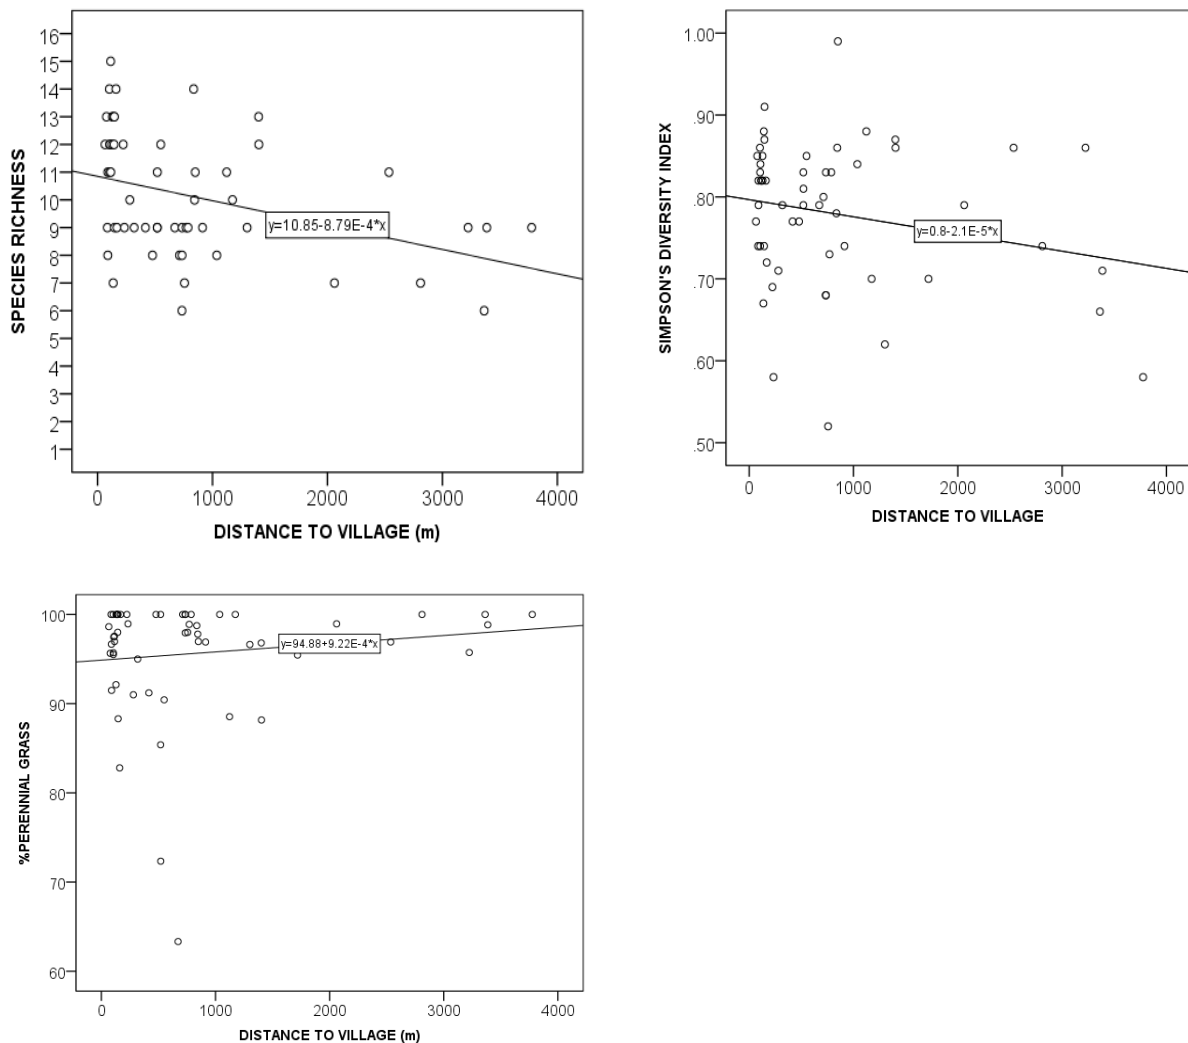 16
15
14
13
12
11
10
9
8
7
6
5
4
3
2
1
SPECIES RICHNESS
y=10.85-8.79E-4*x
0 1000 2000 3000 4000
DISTANCE TO VILLAGE (m)
1.00
.90
.80
.70
.60
.50
SIMPSON'S DIVERSITY INDEX
y=0.8-2.1E-5*x
0 1000 2000 3000 4000
DISTANCE TO VILLAGE
100
90
80
70
60
%PERENNIAL GRASS
y=94.88+9.22E-4*x
0 1000 2000 3000 4000
DISTANCE TO VILLAGE (m)